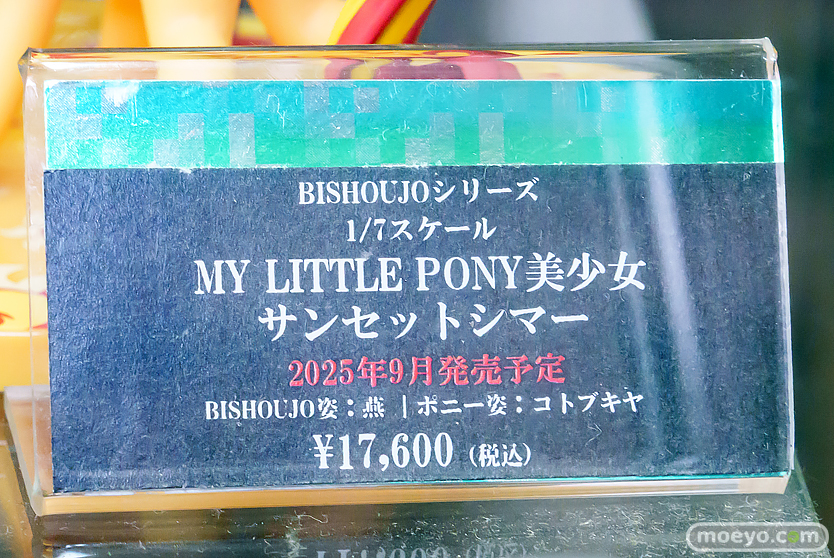 BISHOUJOシリーズ
1/7スケール
MY LITTLE PONY美少女
サンセットシマー
2025年9月発売予定
BISHOUJO姿：燕 | ポニー姿：コトブキヤ
¥17,600 (税込)
moeyo.com